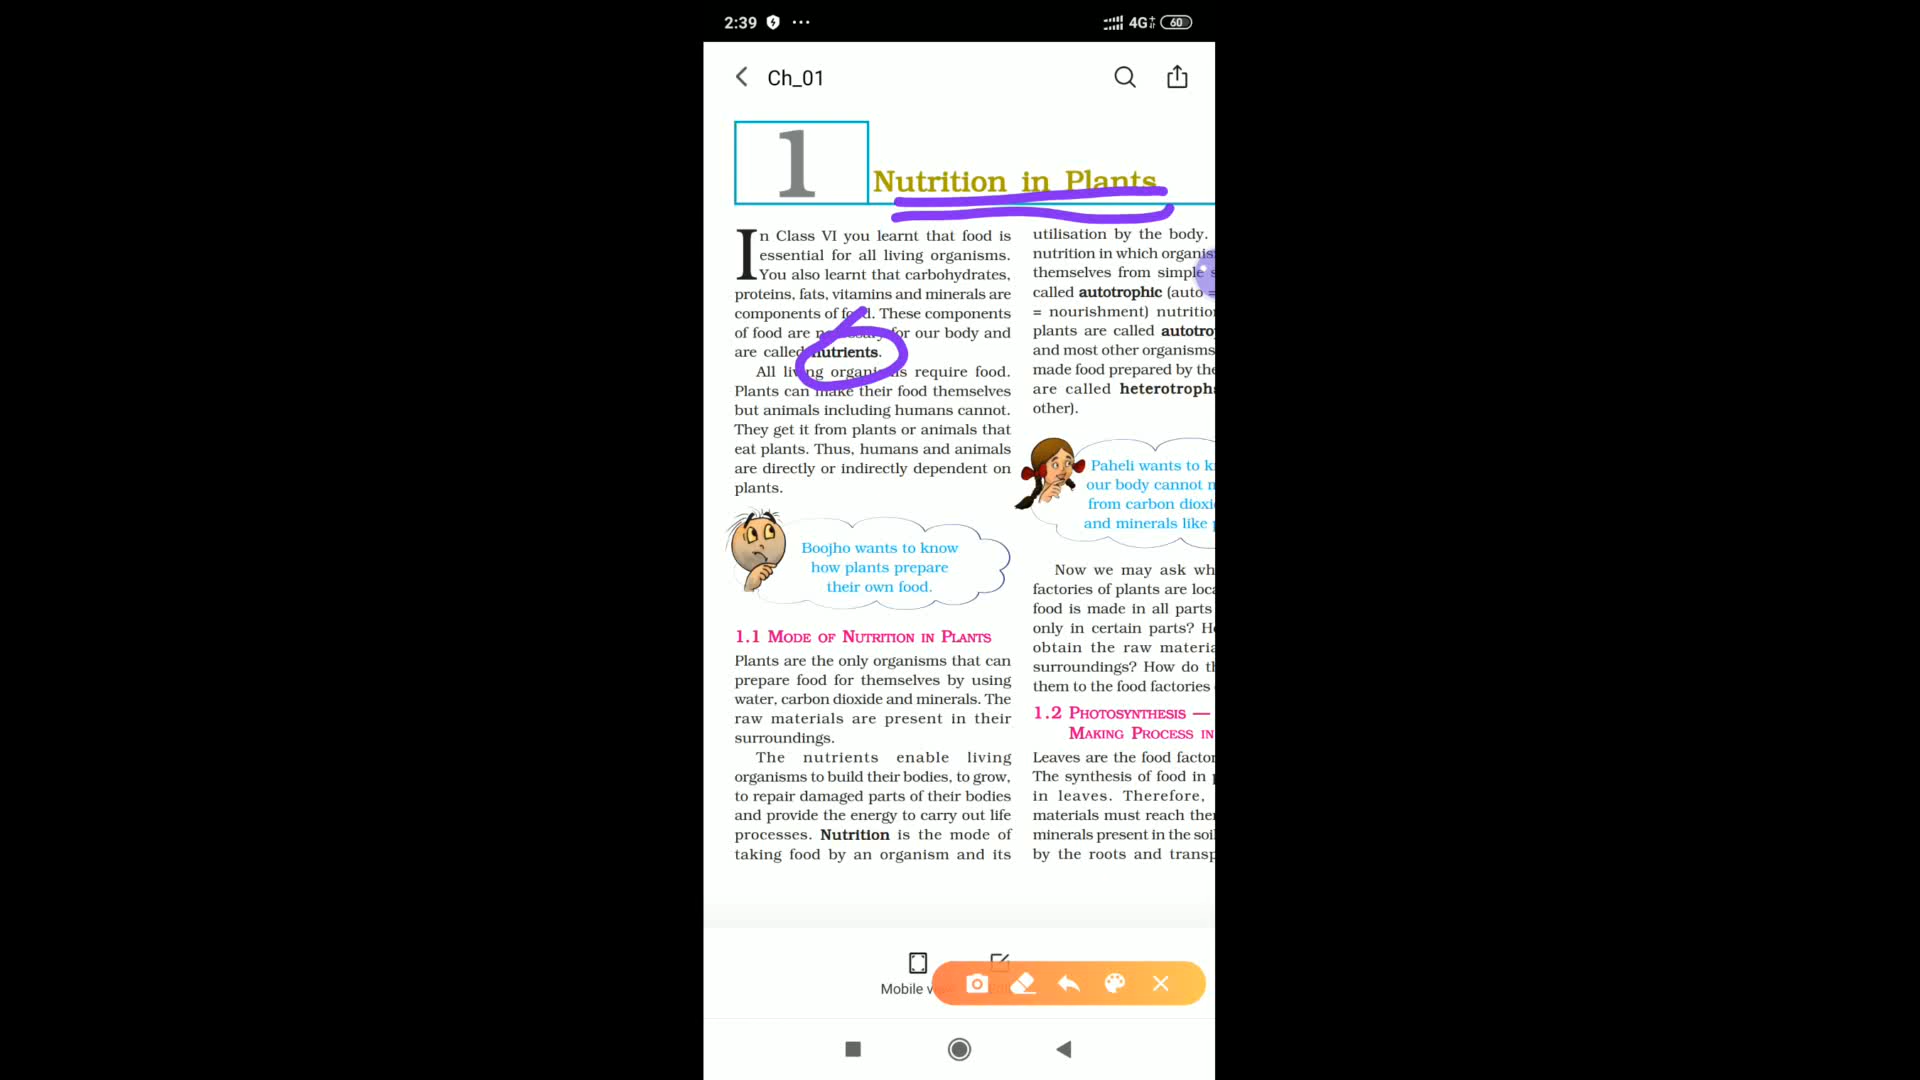 2:39
4G
60
Ch_01
1
Nutrition in Plants
In Class VI you learnt that food is
essential for all living organisms.
You also learnt that carbohydrates,
proteins, fats, vitamins and minerals are
components of food. These components
of food are necessary for our body and
are called nutrients.
All living organisms require food.
Plants can make their food themselves
but animals including humans cannot.
They get it from plants or animals that
eat plants. Thus, humans and animals
are directly or indirectly dependent on
plants.
Boojho wants to know
how plants prepare
their own food.
1.1 MODE OF NUTRITION IN PLANTS
Plants are the only organisms that can
prepare food for themselves by using
water, carbon dioxide and minerals. The
raw materials are present in their
surroundings.
The nutrients enable living
organisms to build their bodies, to grow,
to repair damaged parts of their bodies
and provide the energy to carry out life
processes. Nutrition is the mode of
taking food by an organism and its
utilisation by the body.
nutrition in which organis
themselves from simple s
called autotrophic (auto =
= nourishment) nutrition
plants are called autotro
and most other organisms
made food prepared by the
are called heterotroph
other).
Paheli wants to k
our body cannot
from carbon dioxi
and minerals like
Now we may ask wh
factories of plants are loca
food is made in all parts
only in certain parts? H
obtain the raw materia
surroundings? How do th
them to the food factories
1.2 PHOTOSYNTHESIS —
MAKING PROCESS IN
Leaves are the food factor
The synthesis of food in
in leaves. Therefore,
materials must reach the
minerals present in the soil
by the roots and transp
Mobile